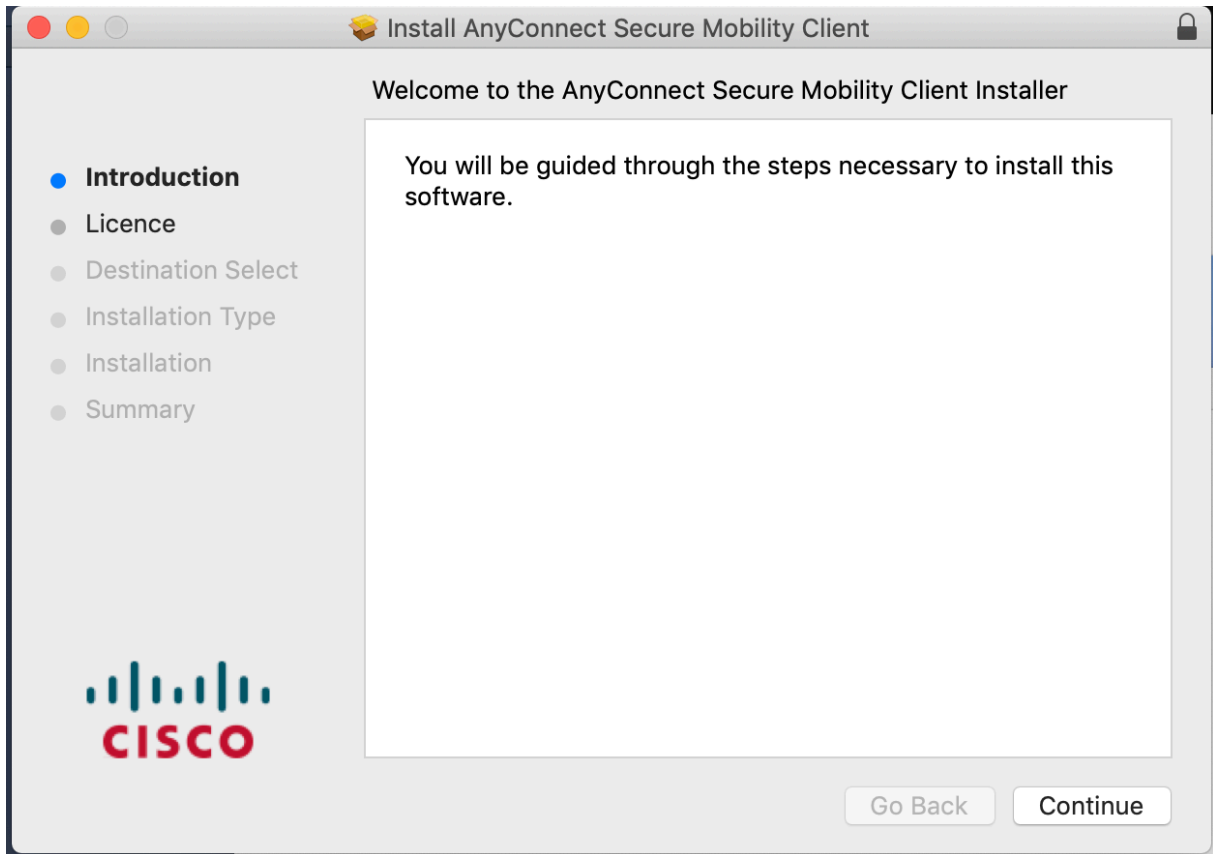 Install AnyConnect Secure Mobility Client
Welcome to the AnyConnect Secure Mobility Client Installer
Introduction
Licence
Destination Select
Installation Type
Installation
Summary
You will be guided through the steps necessary to install this
software.
CISCO
Go Back
Continue